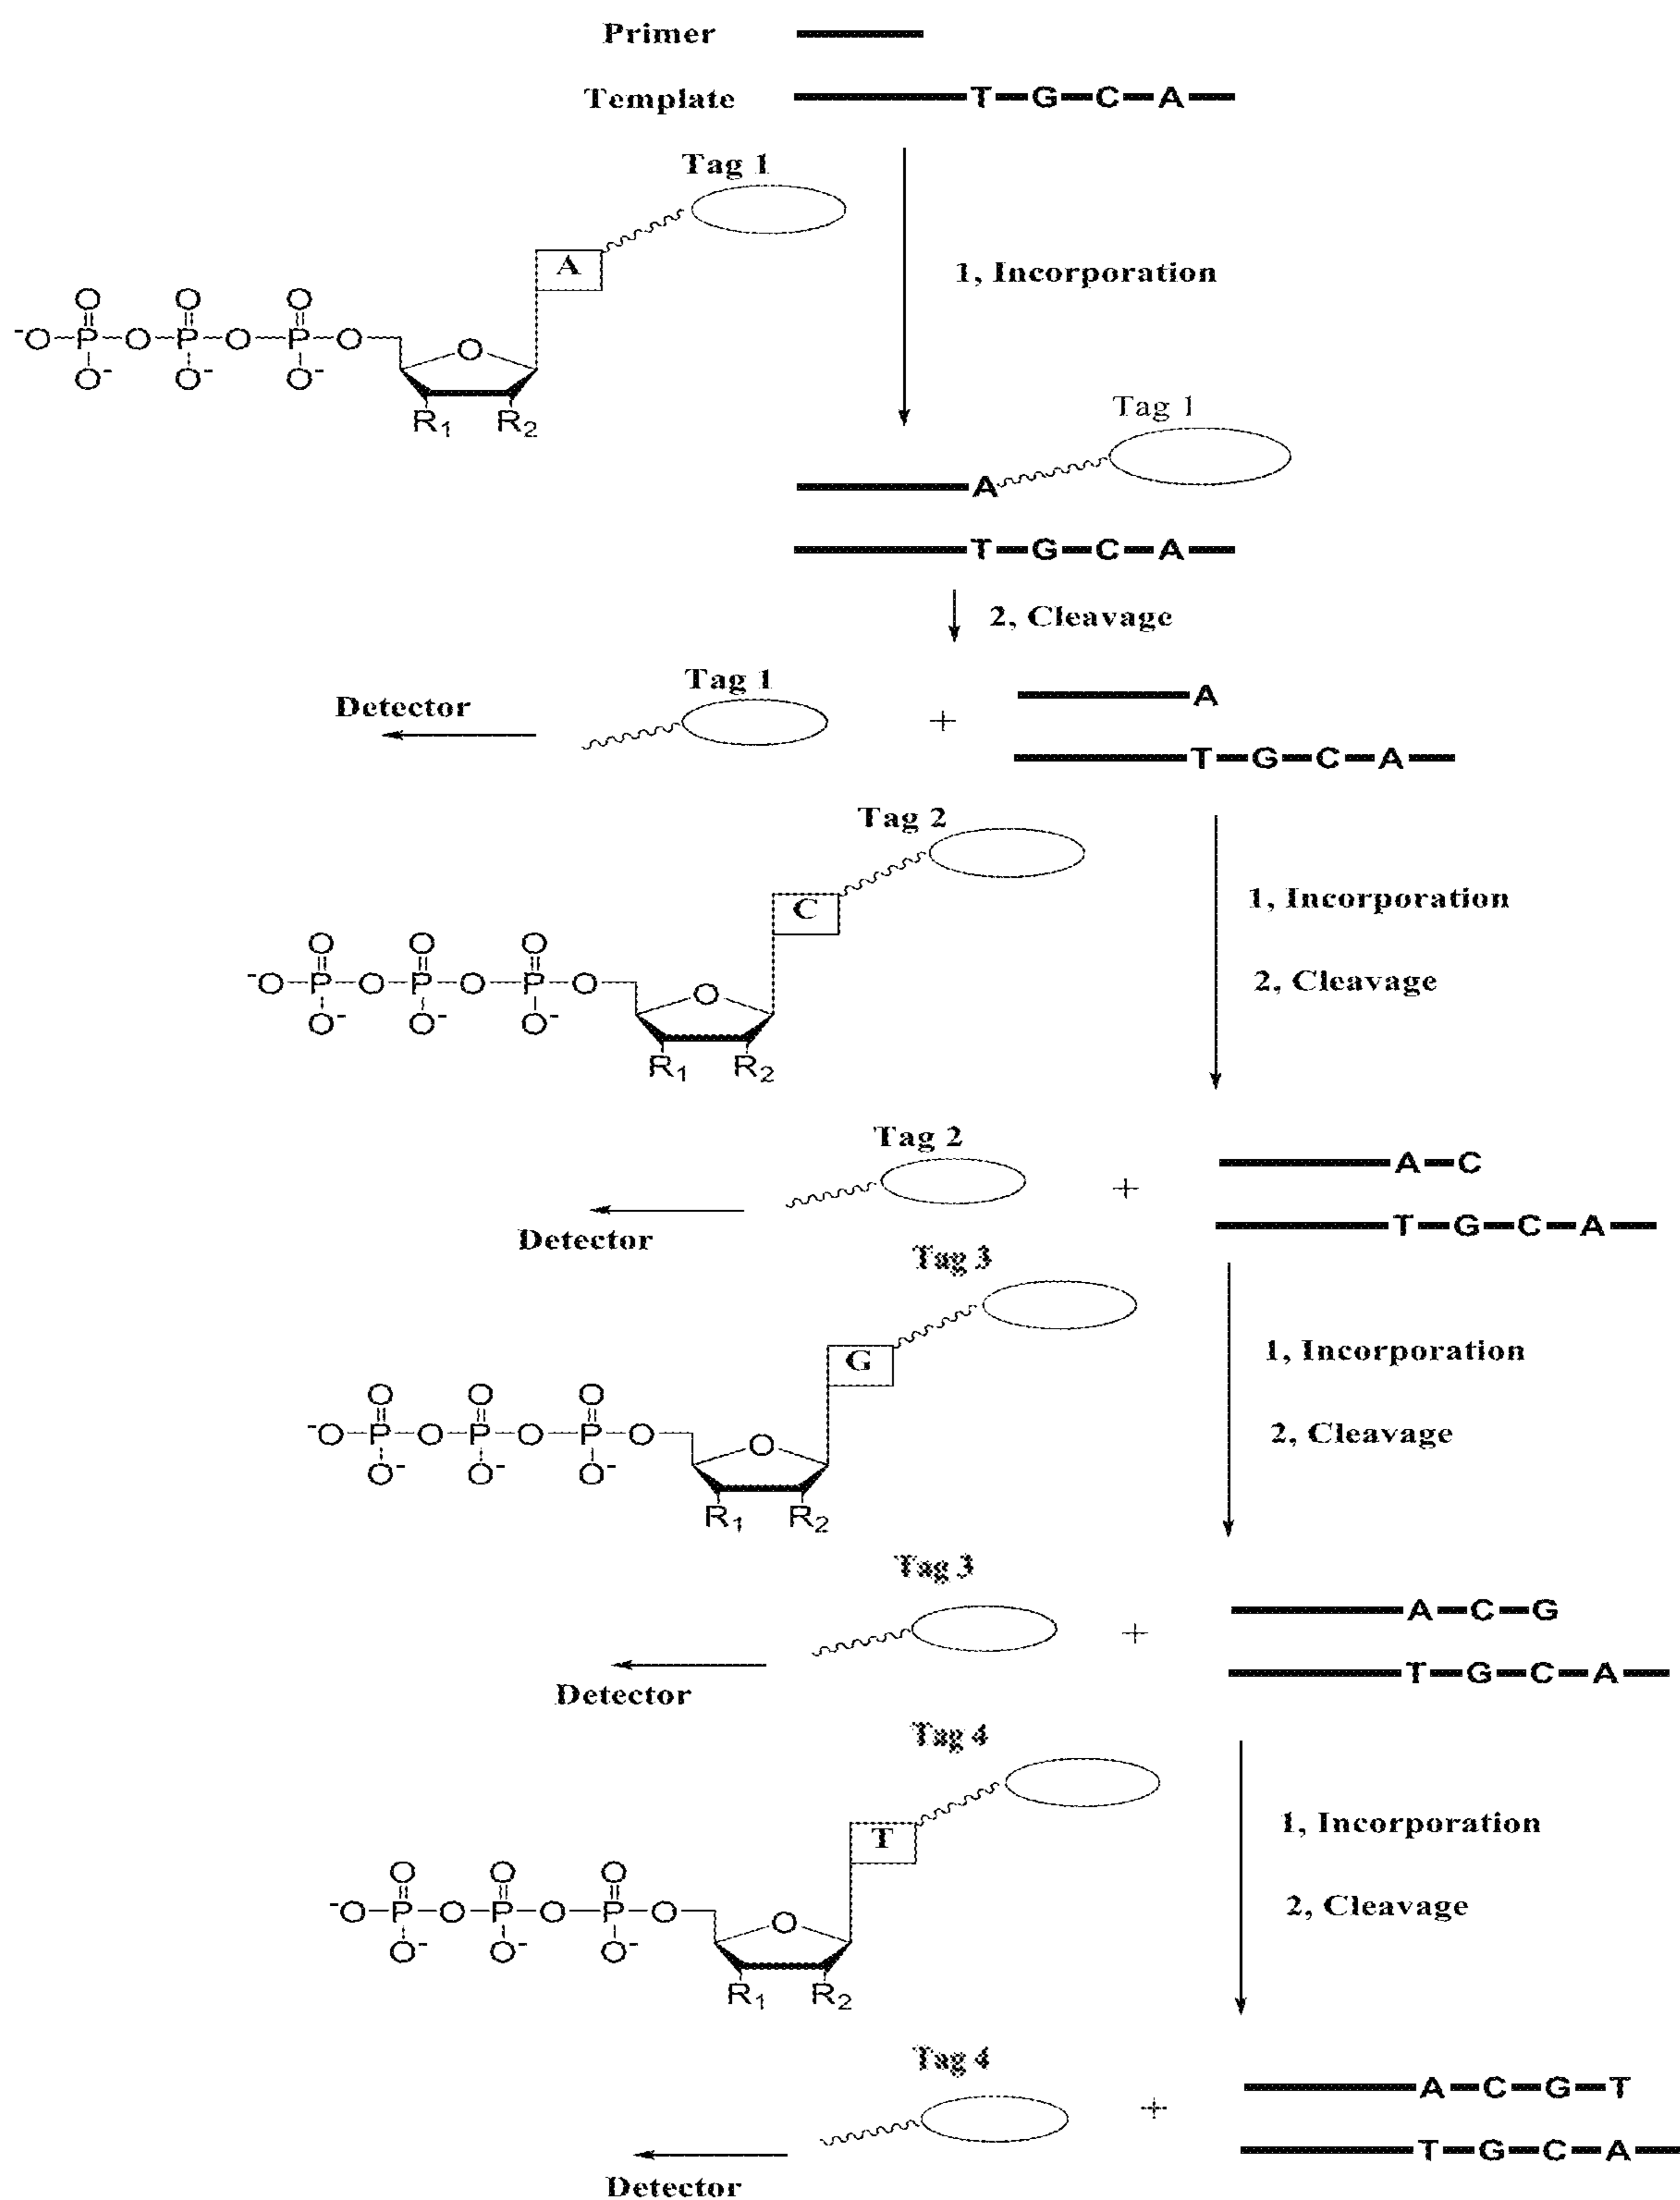 Primer
Template T G C A
Tag 1
A
1, Incorporation
O O O
⁻O P O P O P O O
O⁻ O⁻ O⁻
R₁ R₂
Tag 1
A
T G C A
2, Cleavage
Tag 1
Detector
+
A
T G C A
Tag 2
C
1, Incorporation
O O O
⁻O P O P O P O O
2, Cleavage
O⁻ O⁻ O⁻
R₁ R₂
Tag 2
A C
+
Detector
T G C A
Tag 3
G
1, Incorporation
O O O
⁻O P O P O P O O
2, Cleavage
O⁻ O⁻ O⁻
R₁ R₂
Tag 3
A C G
+
Detector
T G C A
Tag 4
T
1, Incorporation
O O O
⁻O P O P O P O O
2, Cleavage
O⁻ O⁻ O⁻
R₁ R₂
Tag 4
A C G T
+
T G C A
Detector